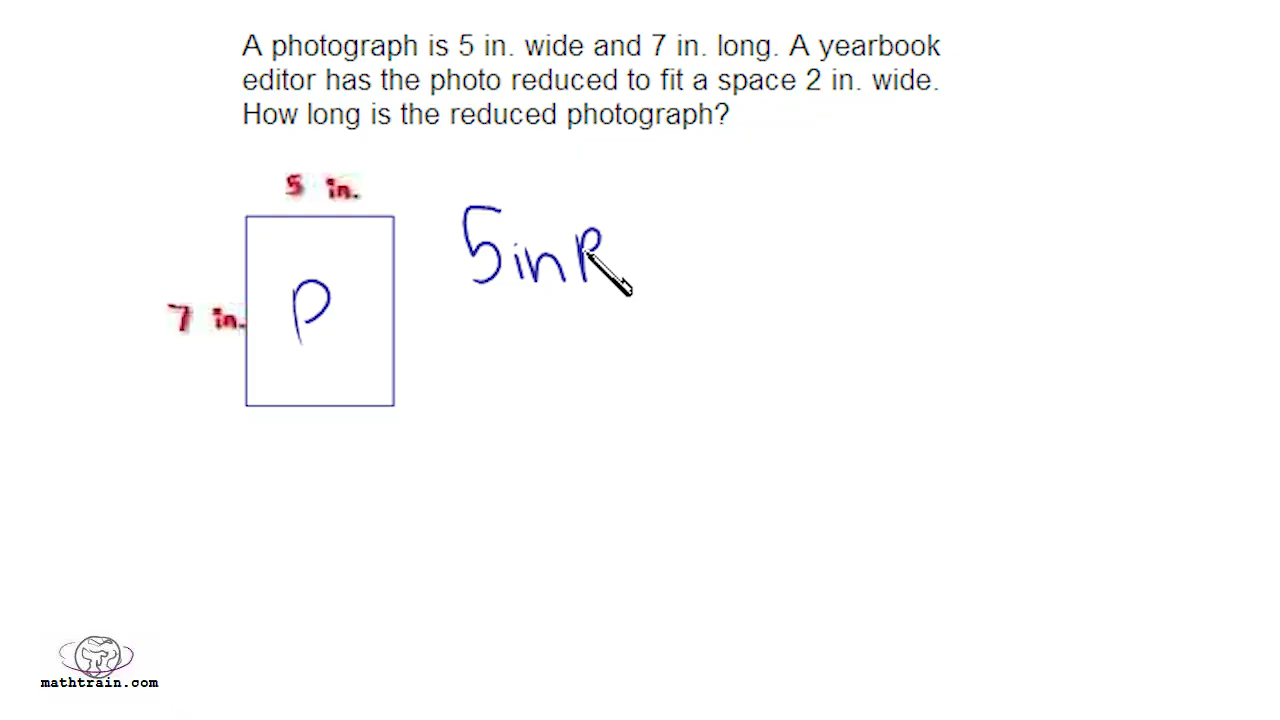 A photograph is 5 in. wide and 7 in. long. A yearbook
editor has the photo reduced to fit a space 2 in. wide.
How long is the reduced photograph?
5 in.
5 in P
7 in.
P
mathtrain.com